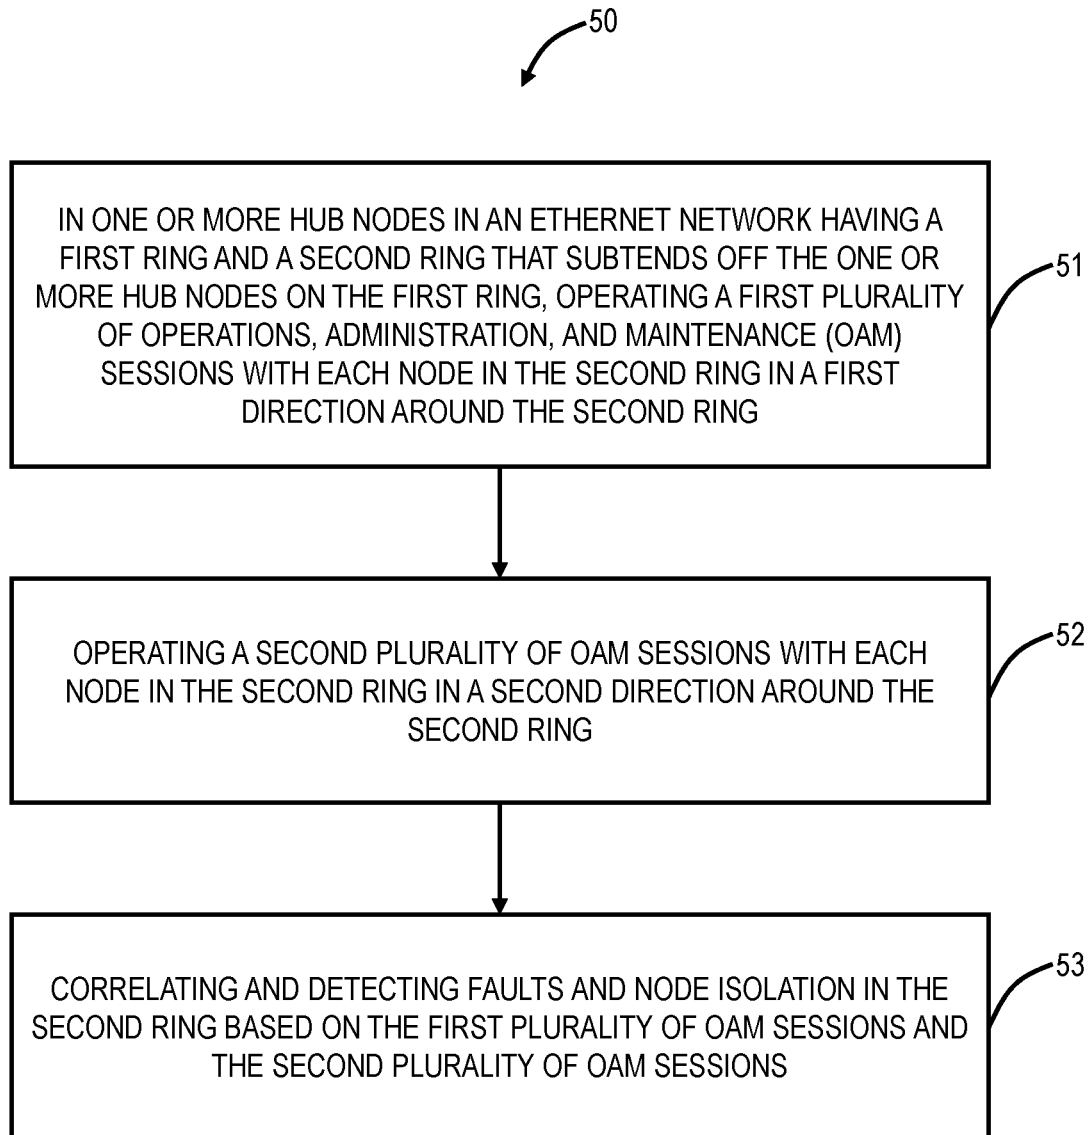 50
IN ONE OR MORE HUB NODES IN AN ETHERNET NETWORK HAVING A
FIRST RING AND A SECOND RING THAT SUBTENDS OFF THE ONE OR
MORE HUB NODES ON THE FIRST RING, OPERATING A FIRST PLURALITY
OF OPERATIONS, ADMINISTRATION, AND MAINTENANCE (OAM)
SESSIONS WITH EACH NODE IN THE SECOND RING IN A FIRST
DIRECTION AROUND THE SECOND RING
51
OPERATING A SECOND PLURALITY OF OAM SESSIONS WITH EACH
NODE IN THE SECOND RING IN A SECOND DIRECTION AROUND THE
SECOND RING
52
CORRELATING AND DETECTING FAULTS AND NODE ISOLATION IN THE
SECOND RING BASED ON THE FIRST PLURALITY OF OAM SESSIONS AND
THE SECOND PLURALITY OF OAM SESSIONS
53